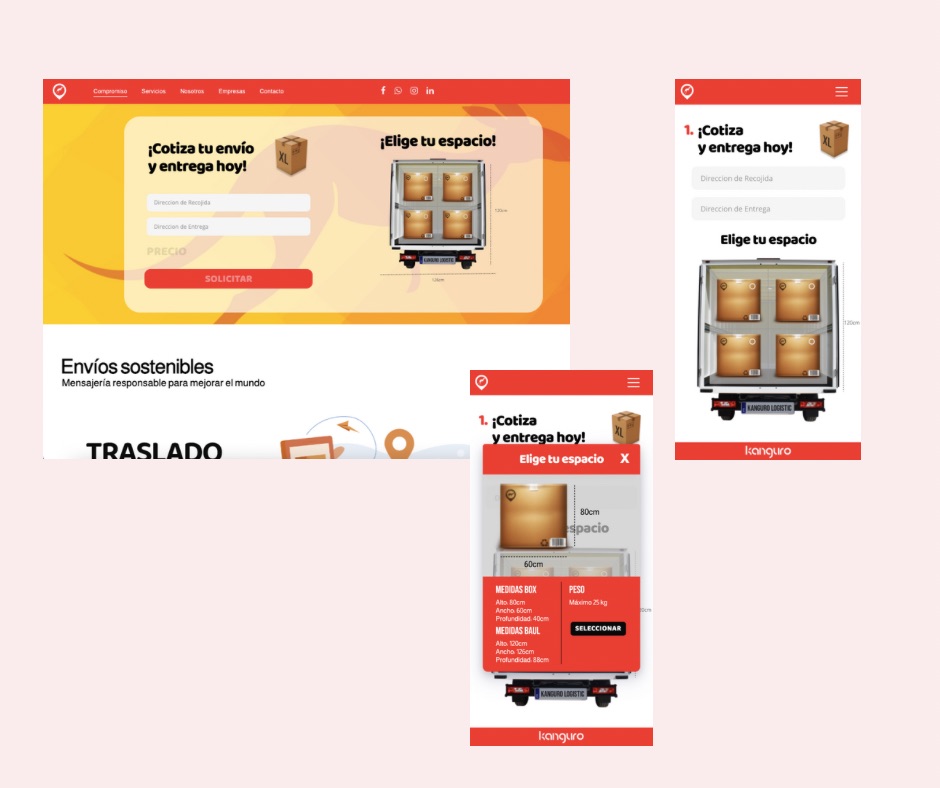 Compromiso Servicios Nosotros Empresas Contacto
¡Cotiza tu envío
y entrega hoy!
XL
Direccion de Recojida
Direccion de Entrega
PRECIO
SOLICITAR
¡Elige tu espacio!
120cm
KANGURO LOGISTIC
126cm
Envíos sostenibles
Mensajería responsable para mejorar el mundo
TRASLADO
1. ¡Cotiza
y entrega hoy!
XL
Direccion de Recojida
Direccion de Entrega
Elige tu espacio
120cm
KANGURO LOGISTIC
kanguro
1. ¡Cotiza
y entrega hoy!
XL
Elige tu espacio X
80cm
espacio
60cm
MEDIDAS BOX
Alto: 80cm
Ancho: 60cm
Profundidad: 40cm
MEDIDAS BAUL
Alto: 120cm
Ancho: 126cm
Profundidad: 88cm
PESO
Máximo 25 kg
SELECCIONAR
KANGURO LOGISTIC
kanguro